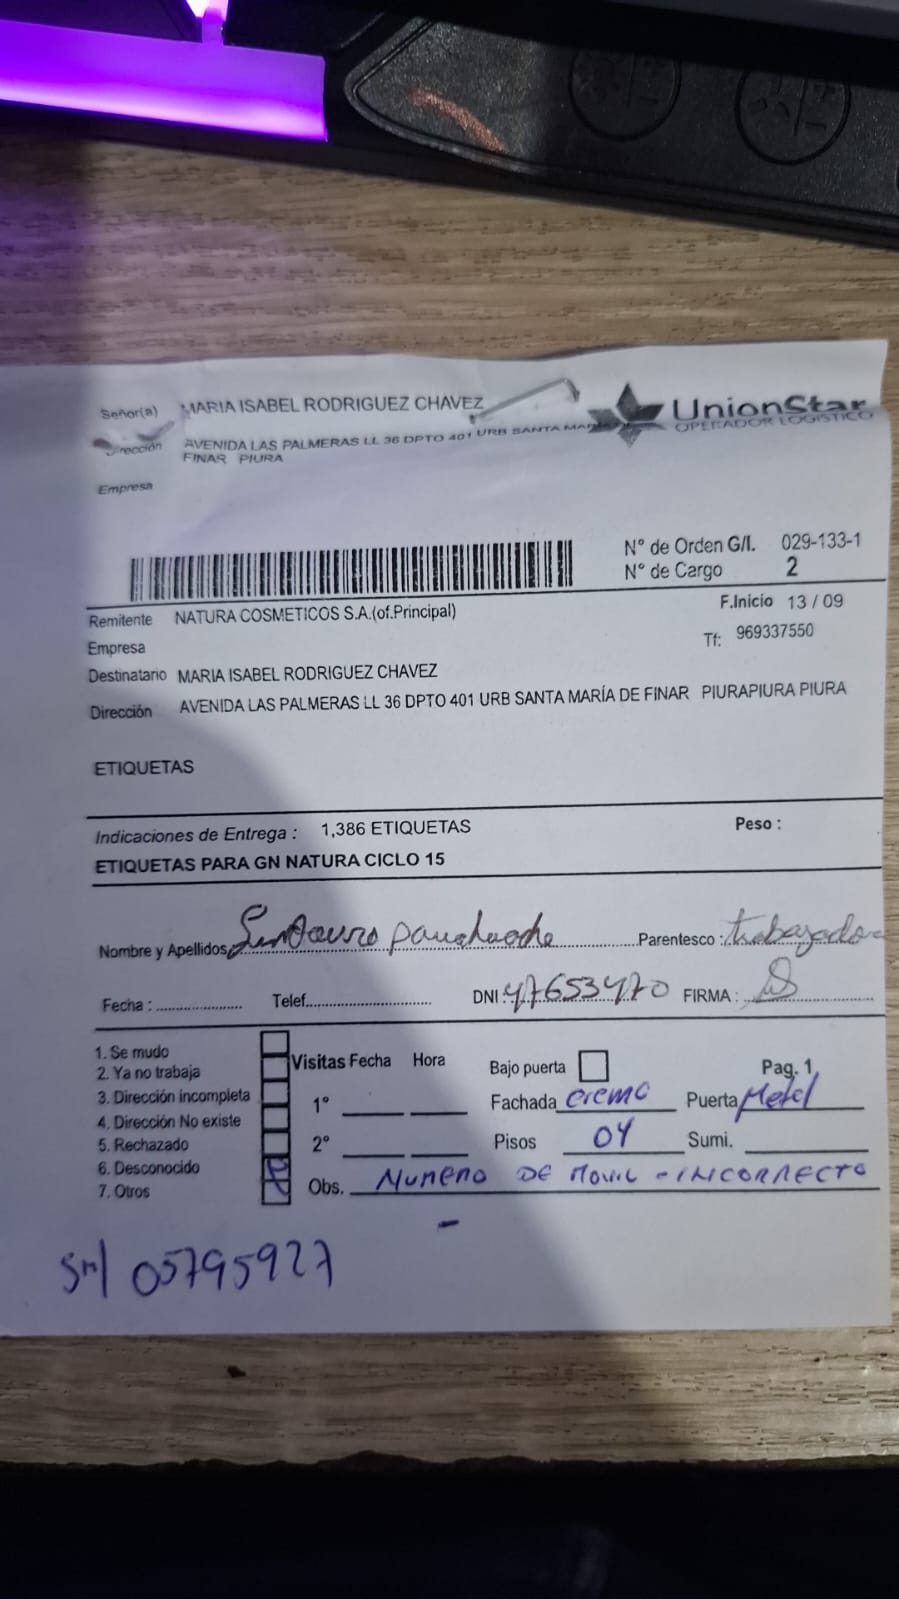 Señor(a) MARIA ISABEL RODRIGUEZ CHAVEZ
UnionStar
OPERADOR LOGISTICO
Dirección AVENIDA LAS PALMERAS LL 36 DPTO 401 URB SANTA MARÍA
FINAR PIURA
Empresa
N° de Orden G/I. 029-133-1
N° de Cargo 2
F.Inicio 13 / 09
Remitente NATURA COSMETICOS S.A.(of.Principal)
Tf: 969337550
Empresa
Destinatario MARIA ISABEL RODRIGUEZ CHAVEZ
Dirección AVENIDA LAS PALMERAS LL 36 DPTO 401 URB SANTA MARÍA DE FINAR PIURAPIURA PIURA
ETIQUETAS
Indicaciones de Entrega : 1,386 ETIQUETAS Peso :
ETIQUETAS PARA GN NATURA CICLO 15
Nombre y Apellidos Parentesco : trabajadora
Fecha : Telef. DNI : 47653470 FIRMA :
1. Se mudo
2. Ya no trabaja
3. Dirección incompleta
4. Dirección No existe
5. Rechazado
6. Desconocido
7. Otros
Visitas Fecha Hora
1°
2°
Bajo puerta Pag. 1
Fachada crema Puerta Metal
Pisos 04 Sumi.
Obs. NUMERO DE MOVIL - INCORRECTO
05795927